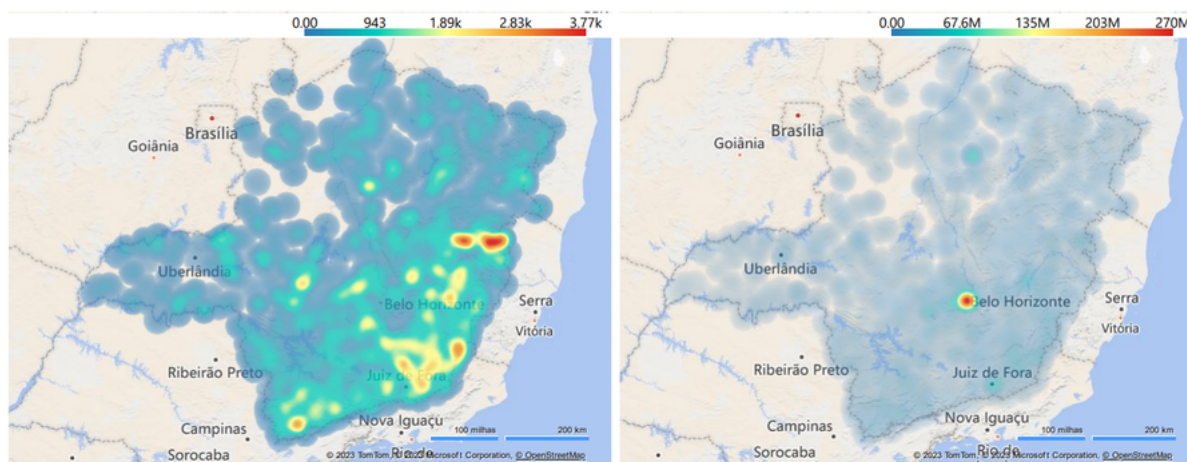 0.00 943 1.89k 2.83k 3.77k
Brasília
Goiânia
Uberlândia
Belo Horizonte
Serra
Vitória
Ribeirão Preto
Juiz de Fora
Nova Iguaçu
Campinas
100 milhas 200 km
Sorocaba
© 2023 TomTom, © 2023 Microsoft Corporation, © OpenStreetMap
0.00 67.6M 135M 203M 270M
Brasília
Goiânia
Uberlândia
Belo Horizonte
Serra
Vitória
Ribeirão Preto
Juiz de Fora
Nova Iguaçu
Campinas
100 milhas 200 km
Rio de
Sorocaba
© 2023 TomTom, © 2023 Microsoft Corporation, © OpenStreetMap